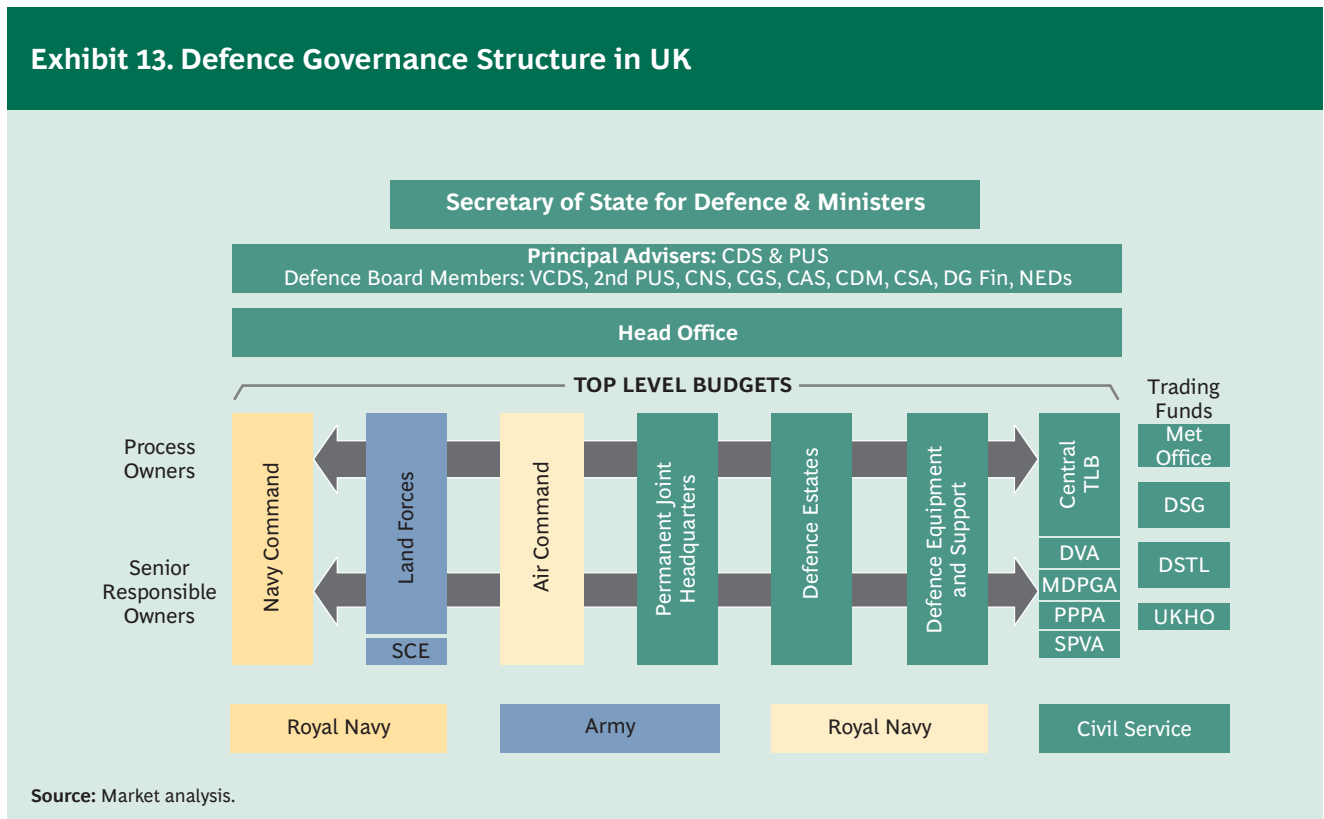 Exhibit 13. Defence Governance Structure in UK
Secretary of State for Defence & Ministers
Principal Advisers: CDS & PUS
Defence Board Members: VCDS, 2nd PUS, CNS, CGS, CAS, CDM, CSA, DG Fin, NEDs
Head Office
TOP LEVEL BUDGETS
Trading
Funds
Process
Owners
Senior
Responsible
Owners
Navy Command
Land Forces
SCE
Air Command
Permanent Joint
Headquarters
Defence Estates
Defence Equipment
and Support
Central
TLB
DVA
MDPGA
PPPA
SPVA
Met
Office
DSG
DSTL
UKHO
Royal Navy
Army
Royal Navy
Civil Service
Source: Market analysis.